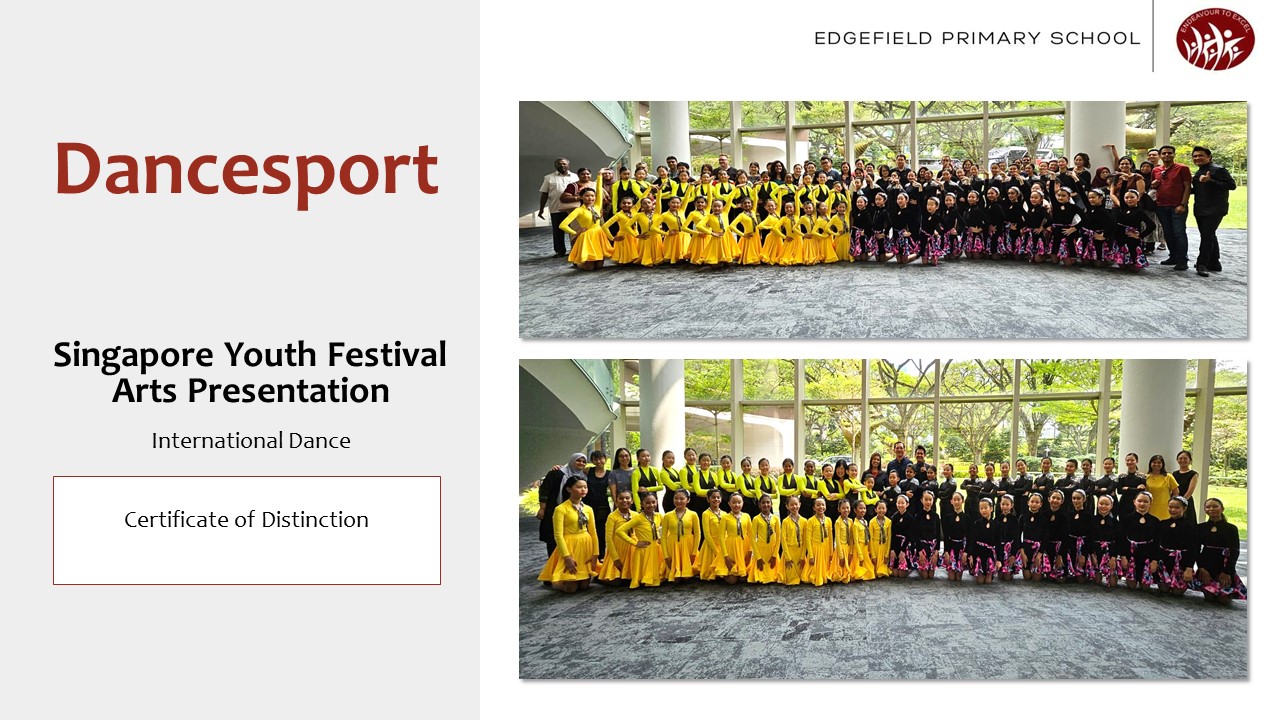 EDGEFIELD PRIMARY SCHOOL
ENDEAVOUR TO EXCEL
Dancesport
Singapore Youth Festival
Arts Presentation
International Dance
Certificate of Distinction